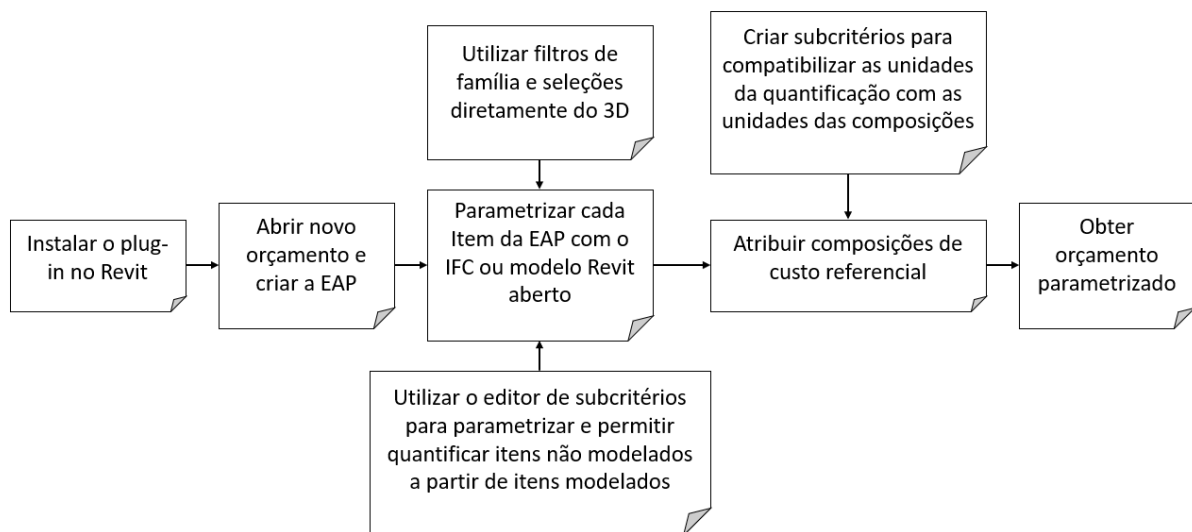 Utilizar filtros de
família e seleções
diretamente do 3D
Criar subcritérios para
compatibilizar as unidades
da quantificação com as
unidades das composições
Instalar o plug-
in no Revit
Abrir novo
orçamento e
criar a EAP
Parametrizar cada
Item da EAP com o
IFC ou modelo Revit
aberto
Atribuir composições de
custo referencial
Obter
orçamento
parametrizado
Utilizar o editor de subcritérios
para parametrizar e permitir
quantificar itens não modelados
a partir de itens modelados